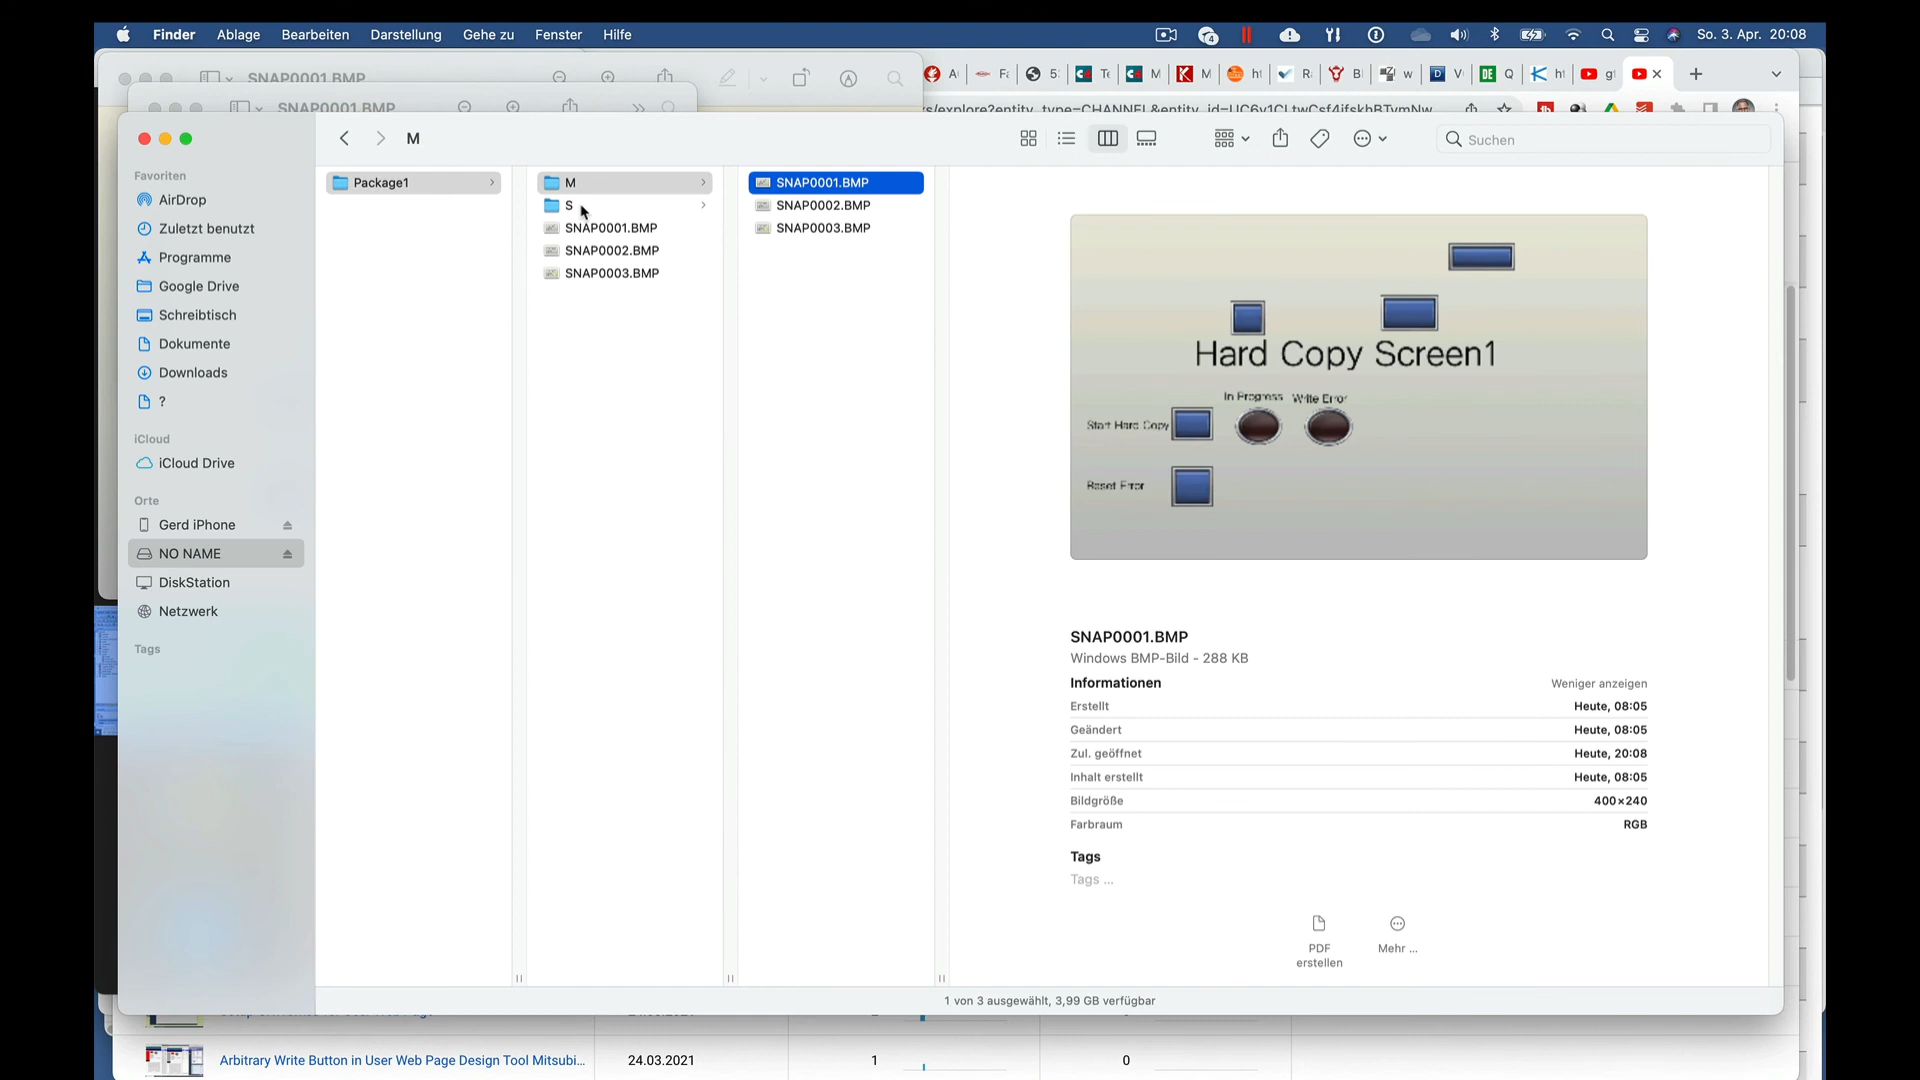 Finder Ablage Bearbeiten Darstellung Gehe zu Fenster Hilfe
4
So. 3. Apr. 20:08
SNAP0001.BMP
SNAP0001.BMP
M
Suchen
Favoriten
AirDrop
Zuletzt benutzt
Programme
Google Drive
Schreibtisch
Dokumente
Downloads
?
iCloud
iCloud Drive
Orte
Gerd iPhone
NO NAME
DiskStation
Netzwerk
Tags
Package1
M
S
SNAP0001.BMP
SNAP0002.BMP
SNAP0003.BMP
SNAP0001.BMP
SNAP0002.BMP
SNAP0003.BMP
Hard Copy Screen1
In Progress Write Error
Start Hard Copy
Reset Error
SNAP0001.BMP
Windows BMP-Bild - 288 KB
Informationen Weniger anzeigen
Erstellt Heute, 08:05
Geändert Heute, 08:05
Zul. geöffnet Heute, 20:08
Inhalt erstellt Heute, 08:05
Bildgröße 400×240
Farbraum RGB
Tags
Tags ...
PDF
erstellen
Mehr ...
1 von 3 ausgewählt, 3,99 GB verfügbar
Arbitrary Write Button in User Web Page Design Tool Mitsubi... 24.03.2021 1 0